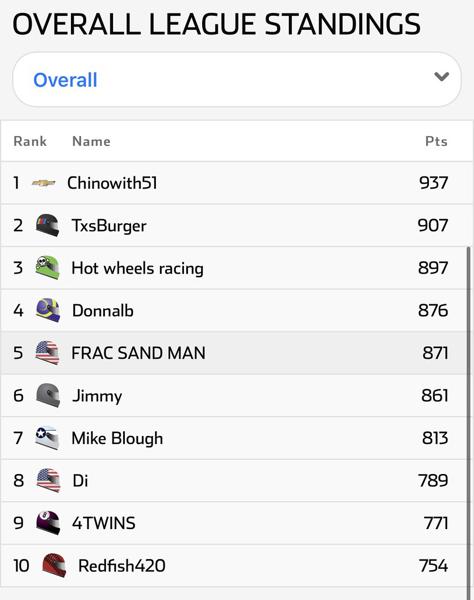 OVERALL LEAGUE STANDINGS
Overall
Rank Name Pts
1 Chinowith51 937
2 TxsBurger 907
3 Hot wheels racing 897
4 Donnalb 876
5 FRAC SAND MAN 871
6 Jimmy 861
7 Mike Blough 813
8 Di 789
9 4TWINS 771
10 Redfish420 754